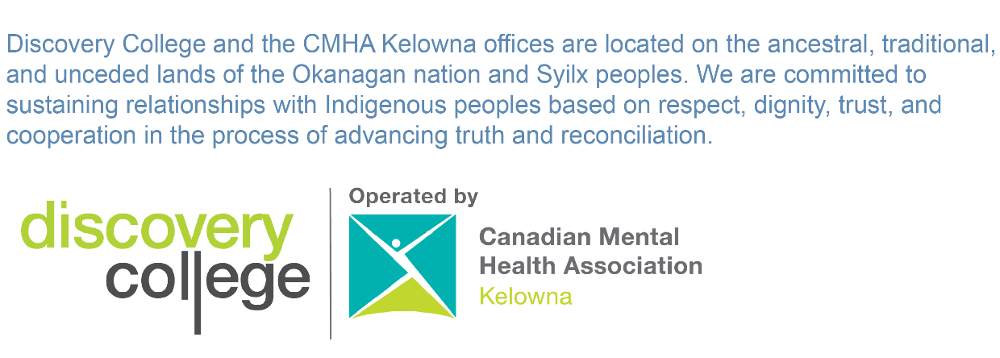 Discovery College and the CMHA Kelowna offices are located on the ancestral, traditional,
and unceded lands of the Okanagan nation and Syilx peoples. We are committed to
sustaining relationships with Indigenous peoples based on respect, dignity, trust, and
cooperation in the process of advancing truth and reconciliation.
discovery
college
Operated by
Canadian Mental
Health Association
Kelowna